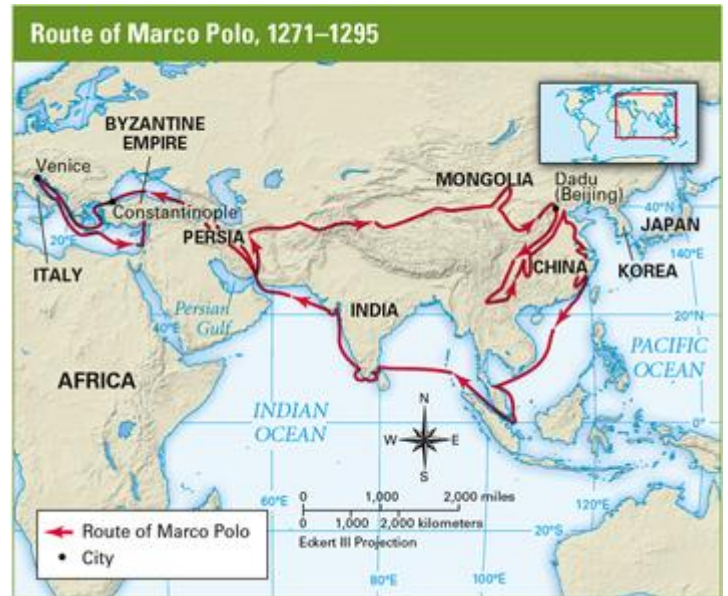 Route of Marco Polo, 1271–1295
BYZANTINE
EMPIRE
Venice
Constantinople
MONGOLIA
Dadu
(Beijing)
40°N
JAPAN
140°E
KOREA
20°E
PERSIA
ITALY
CHINA
Persian
Gulf
INDIA
40°E
20°N
PACIFIC
OCEAN
AFRICA
INDIAN
OCEAN
N
W
E
S
0°
60°E
0 1,000 2,000 miles
0 1,000 2,000 kilometers
Eckert III Projection
120°E
20°S
80°E
100°E
Route of Marco Polo
City